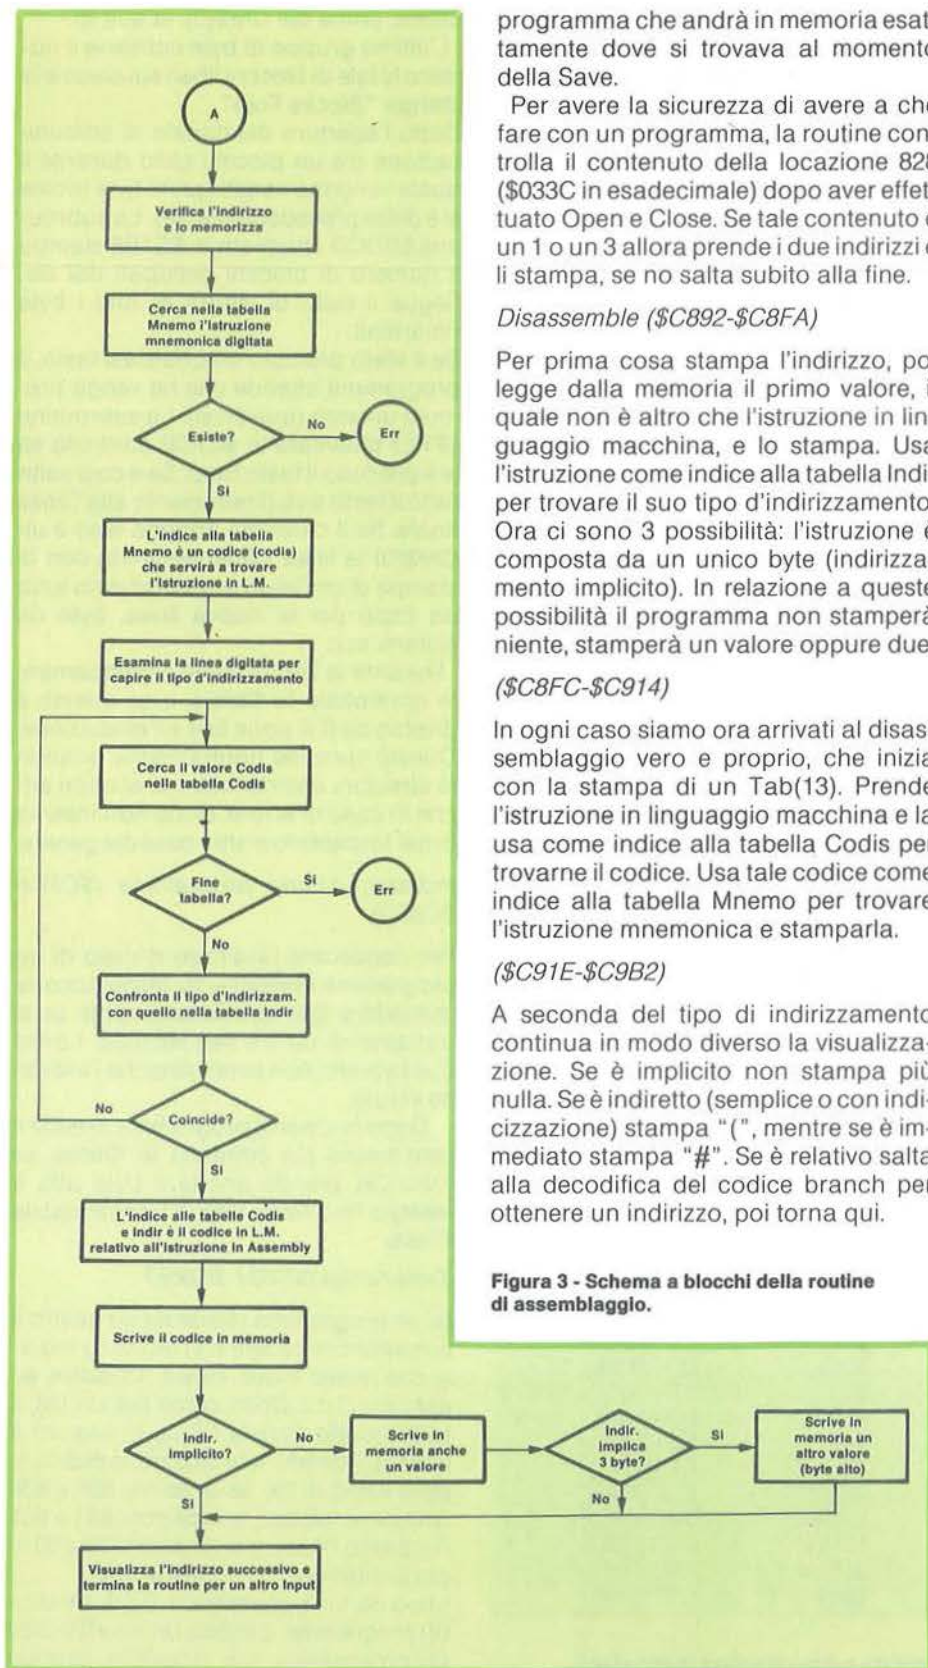 A
Verifica l'indirizzo
e lo memorizza
Cerca nella tabella
Mnemo l'istruzione
mnemonica digitata
Esiste?
No
Err
Si
L'indice alla tabella
Mnemo è un codice (codis)
che servirà a trovare
l'istruzione in L.M.
Esamina la linea digitata per
capire il tipo d'indirizzamento
Cerca il valore Codis
nella tabella Codis
Fine
tabella?
Si
Err
No
Confronta il tipo d'indirizzam.
con quello nella tabella Indir
No
Coincide?
Si
L'indice alle tabelle Codis
e Indir è il codice in L.M.
relativo all'istruzione in Assembly
Scrive il codice in memoria
Indir.
implicito?
No
Scrive in
memoria anche
un valore
Indir.
implica
3 byte?
Si
Scrive in
memoria un
altro valore
(byte alto)
No
Si
Visualizza l'indirizzo successivo e
termina la routine per un altro Input
programma che andrà in memoria esat-
tamente dove si trovava al momento
della Save.
Per avere la sicurezza di avere a che
fare con un programma, la routine con-
trolla il contenuto della locazione 828
($033C in esadecimale) dopo aver effet-
tuato Open e Close. Se tale contenuto è
un 1 o un 3 allora prende i due indirizzi e
li stampa, se no salta subito alla fine.
Disassemble ($C892-$C8FA)
Per prima cosa stampa l'indirizzo, poi
legge dalla memoria il primo valore, il
quale non è altro che l'istruzione in lin-
guaggio macchina, e lo stampa. Usa
l'istruzione come indice alla tabella Indir
per trovare il suo tipo d'indirizzamento.
Ora ci sono 3 possibilità: l'istruzione è
composta da un unico byte (indirizza-
mento implicito). In relazione a queste
possibilità il programma non stamperà
niente, stamperà un valore oppure due.
($C8FC-$C914)
In ogni caso siamo ora arrivati al disas-
semblaggio vero e proprio, che inizia
con la stampa di un Tab(13). Prende
l'istruzione in linguaggio macchina e la
usa come indice alla tabella Codis per
trovarne il codice. Usa tale codice come
indice alla tabella Mnemo per trovare
l'istruzione mnemonica e stamparla.
($C91E-$C9B2)
A seconda del tipo di indirizzamento
continua in modo diverso la visualizza-
zione. Se è implicito non stampa più
nulla. Se è indiretto (semplice o con indi-
cizzazione) stampa "(", mentre se è im-
mediato stampa "#". Se è relativo salta
alla decodifica del codice branch per
ottenere un indirizzo, poi torna qui.
Figura 3 - Schema a blocchi della routine
di assemblaggio.